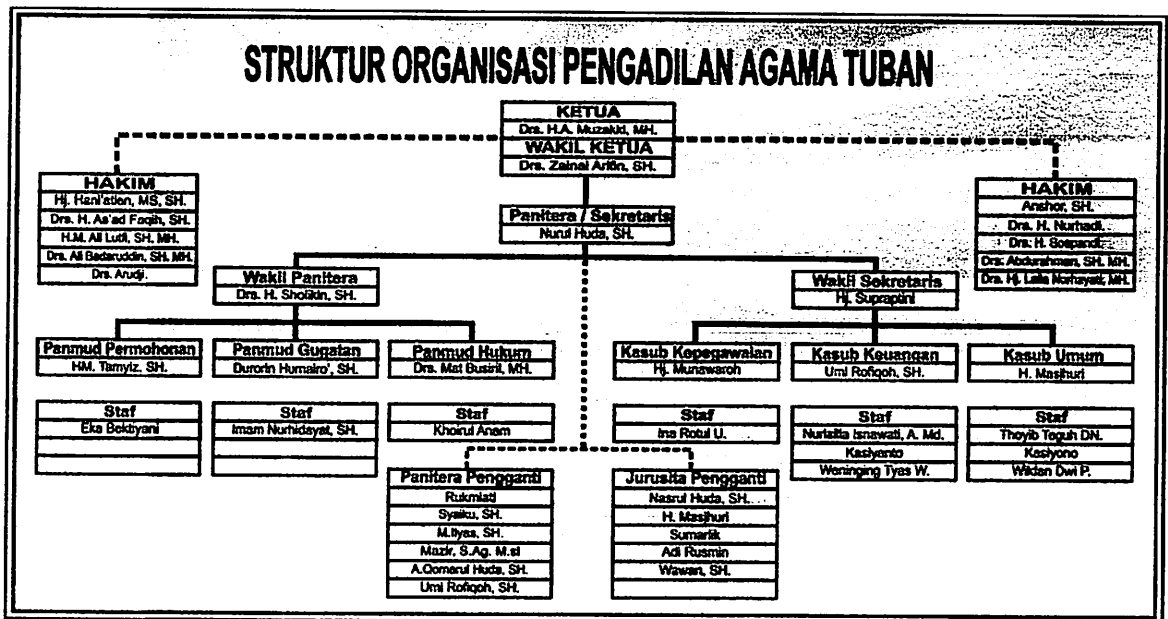 STRUKTUR ORGANISASI PENGADILAN AGAMA TUBAN
KETUA
Drs. H.A. Muzakki, MH.
WAKIL KETUA
Drs. Zainal Arifin, SH.
HAKIM
Hj. Hani'atien, MS, SH.
Drs. H. As'ad Faqih, SH.
H.M. Ali Lutfi, SH. MH.
Drs. Ali Badaruddin, SH. MH.
Drs. Arudji.
HAKIM
Anshor, SH.
Drs. H. Nurhadi.
Drs. H. Soepandi.
Drs. Abdurahman, SH. MH.
Drs. Hj. Laila Norhayati, MH.
Panitera / Sekretaris
Nurul Huda, SH.
Wakil Panitera
Drs. H. Sholikin, SH.
Wakil Sekretaris
Hj. Supraptini
Panmud Permohonan
HM. Tamyiz, SH.
Panmud Gugatan
Durorin Humairo', SH.
Panmud Hukum
Drs. Mat Busiril, MH.
Kasub Kepegawaian
Hj. Munawaroh
Kasub Keuangan
Umi Rofiqoh, SH.
Kasub Umum
H. Masjhuri
Staf
Eka Bektiyani
Staf
Imam Nurhidayat, SH.
Staf
Khoirul Anam
Staf
Ina Rotul U.
Staf
Isnawati, A. Md.
Kasiyanto
Weninging Tyas W.
Staf
Thoyib Teguh DN.
Kasiyono
Wildan Dwi P.
Panitera Pengganti
Rukmiati
Syaiku, SH.
M.Ilyas, SH.
Mazir, S.Ag. M.si
A.Qomarul Huda, SH.
Umi Rofiqoh, SH.
Jurusita Pengganti
Nasrul Huda, SH.
H. Masjhuri
Sumarlik
Adi Rusmin
Wawan, SH.